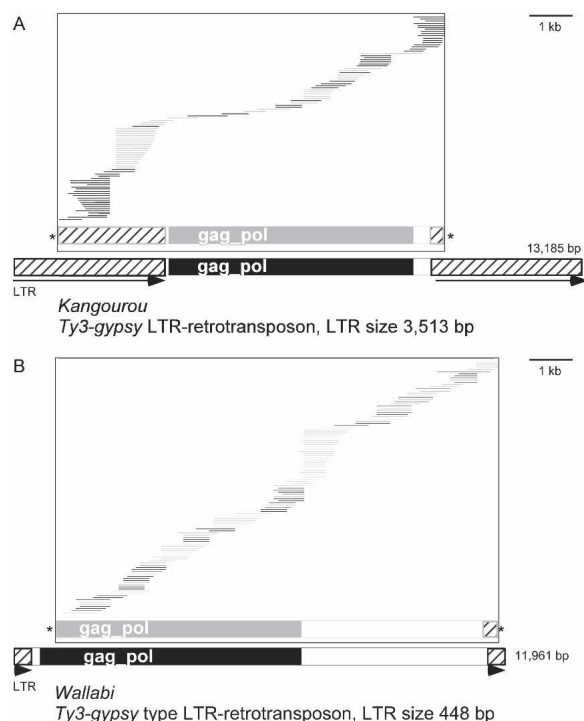 A
1 kb
*
gag_pol
*
13,185 bp
gag_pol
LTR
Kangourou
Ty3-gypsy LTR-retrotransposon, LTR size 3,513 bp
B
1 kb
*
gag_pol
*
gag_pol
11,961 bp
LTR
Wallabi
Ty3-gypsy type LTR-retrotransposon, LTR size 448 bp